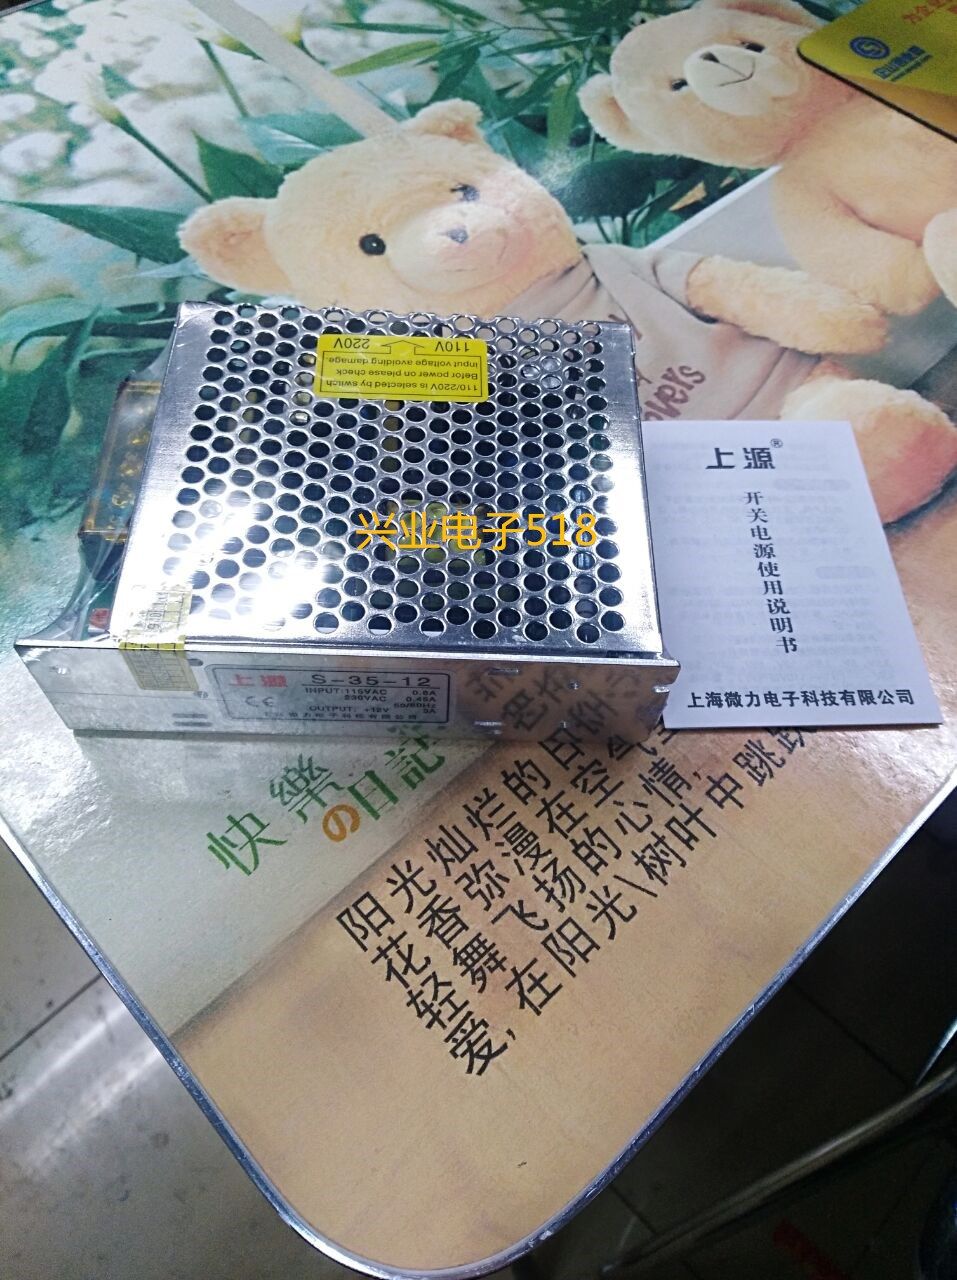 110V 220V
110/220V is selected by switch
Befor power on please check
input voltage avoiding damage
兴业电子518
上源 S-35-12
INPUT:115VAC 0.8A
230VAC 0.45A
50/60Hz
OUTPUT: +12V 3A
上源®
开关电源使用说明书
上海微力电子科技有限公司
快樂
の日記
阳光灿烂的日
花香弥漫在空气
轻舞飞扬的心情,
爱,在阳光\树叶中跳跃